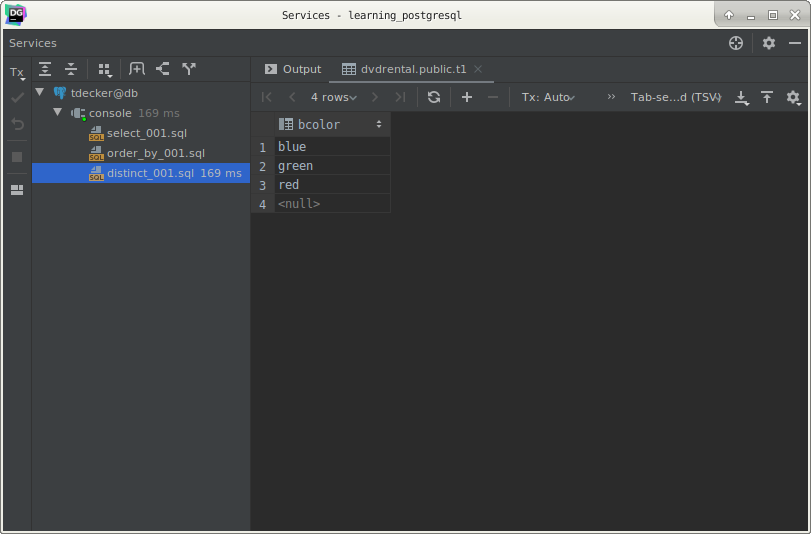 DG
Services - learning_postgresql
Services
Tx
tdecker@db
console 169 ms
SQL select_001.sql
SQL order_by_001.sql
SQL distinct_001.sql 169 ms
Output
dvdrental.public.t1
4 rows
Tx: Auto
»
Tab-se...d (TSV)
bcolor
1 blue
2 green
3 red
4 <null>